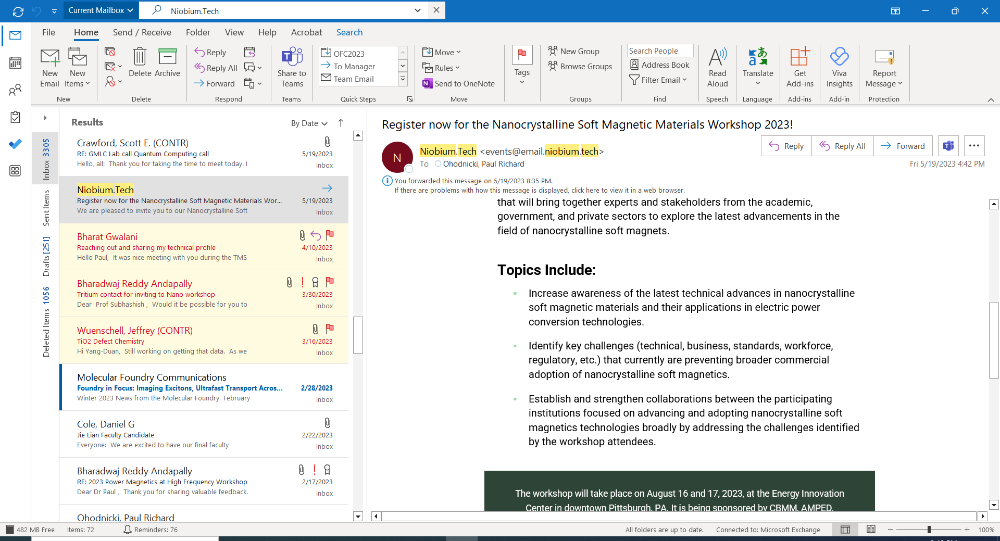 Current Mailbox
Niobium.Tech
File Home Send / Receive Folder View Help Acrobat Search
New Email
New Items
New
Delete
Archive
Delete
Reply
Reply All
Forward
Respond
Share to Teams
Teams
OFC2023
To Manager
Team Email
Quick Steps
Move
Rules
Send to OneNote
Move
Tags
New Group
Browse Groups
Groups
Search People
Address Book
Filter Email
Find
Read Aloud
Speech
Translate
Language
Get Add-ins
Add-ins
Viva Insights
Add-in
Report Message
Protection
Inbox 3305
Sent Items
Drafts [251]
Deleted Items 1056
Results
By Date
Crawford, Scott E. (CONTR)
RE: GMLC Lab call Quantum Computing call 5/19/2023
Hello, all: Thank you for taking the time to meet today. I Inbox
Niobium.Tech
Register now for the Nanocrystalline Soft Magnetic Materials Wor... 5/19/2023
We are pleased to invite you to our Nanocrystalline Soft Inbox
Bharat Gwalani
Reaching out and sharing my technical profile 4/10/2023
Hello Paul, It was nice meeting with you during the TMS Inbox
Bharadwaj Reddy Andapally
Tritium contact for inviting to Nano workshop 3/30/2023
Dear Prof Subhashish , Would it be possible for you to Inbox
Wuenschell, Jeffrey (CONTR)
TiO2 Defect Chemistry 3/16/2023
Hi Yang-Duan, Still working on getting that data. As we Inbox
Molecular Foundry Communications
Foundry in Focus: Imaging Excitons, Ultrafast Transport Acros... 2/28/2023
Winter 2023 News from the Molecular Foundry February Inbox
Cole, Daniel G
Jie Lian Faculty Candidate 2/22/2023
Everyone: We are excited to have our final faculty Inbox
Bharadwaj Reddy Andapally
RE: 2023 Power Magnetics at High Frequency Workshop 2/17/2023
Dear Dr Paul , Thank you for sharing valuable feedback. Inbox
Ohodnicki, Paul Richard
Register now for the Nanocrystalline Soft Magnetic Materials Workshop 2023!
N
Niobium.Tech <events@email.niobium.tech>
To Ohodnicki, Paul Richard
Reply Reply All Forward
Fri 5/19/2023 4:42 PM
You forwarded this message on 5/19/2023 8:35 PM.
If there are problems with how this message is displayed, click here to view it in a web browser.
that will bring together experts and stakeholders from the academic,
government, and private sectors to explore the latest advancements in the
field of nanocrystalline soft magnets.
Topics Include:
Increase awareness of the latest technical advances in nanocrystalline
soft magnetic materials and their applications in electric power
conversion technologies.
Identify key challenges (technical, business, standards, workforce,
regulatory, etc.) that currently are preventing broader commercial
adoption of nanocrystalline soft magnetics.
Establish and strengthen collaborations between the participating
institutions focused on advancing and adopting nanocrystalline soft
magnetics technologies broadly by addressing the challenges identified
by the workshop attendees.
The workshop will take place on August 16 and 17, 2023, at the Energy Innovation
Center in downtown Pittsburgh, PA. It is being sponsored by CBMM, AMPED,
482 MB Free Items: 72 Reminders: 76 All folders are up to date. Connected to: Microsoft Exchange 100%